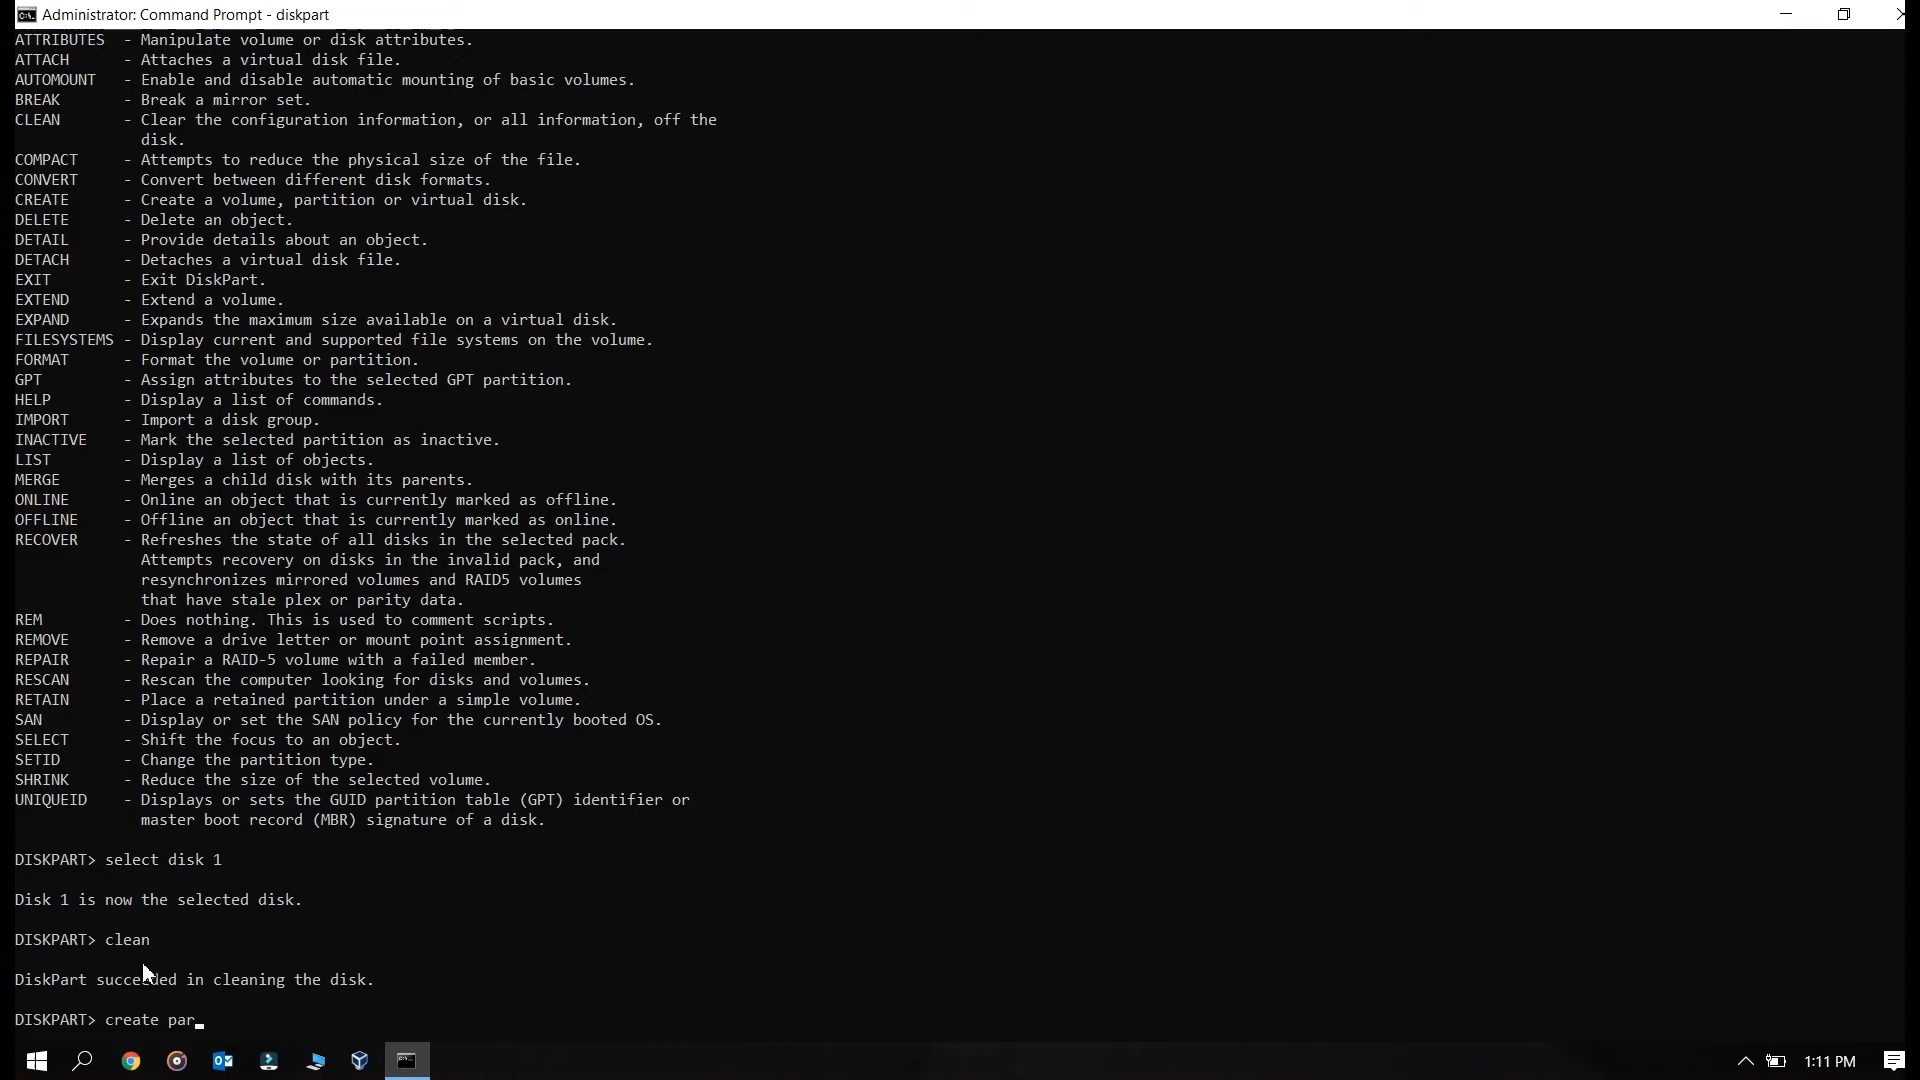 Administrator: Command Prompt - diskpart
ATTRIBUTES - Manipulate volume or disk attributes.
ATTACH - Attaches a virtual disk file.
AUTOMOUNT - Enable and disable automatic mounting of basic volumes.
BREAK - Break a mirror set.
CLEAN - Clear the configuration information, or all information, off the
disk.
COMPACT - Attempts to reduce the physical size of the file.
CONVERT - Convert between different disk formats.
CREATE - Create a volume, partition or virtual disk.
DELETE - Delete an object.
DETAIL - Provide details about an object.
DETACH - Detaches a virtual disk file.
EXIT - Exit DiskPart.
EXTEND - Extend a volume.
EXPAND - Expands the maximum size available on a virtual disk.
FILESYSTEMS - Display current and supported file systems on the volume.
FORMAT - Format the volume or partition.
GPT - Assign attributes to the selected GPT partition.
HELP - Display a list of commands.
IMPORT - Import a disk group.
INACTIVE - Mark the selected partition as inactive.
LIST - Display a list of objects.
MERGE - Merges a child disk with its parents.
ONLINE - Online an object that is currently marked as offline.
OFFLINE - Offline an object that is currently marked as online.
RECOVER - Refreshes the state of all disks in the selected pack.
Attempts recovery on disks in the invalid pack, and
resynchronizes mirrored volumes and RAID5 volumes
that have stale plex or parity data.
REM - Does nothing. This is used to comment scripts.
REMOVE - Remove a drive letter or mount point assignment.
REPAIR - Repair a RAID-5 volume with a failed member.
RESCAN - Rescan the computer looking for disks and volumes.
RETAIN - Place a retained partition under a simple volume.
SAN - Display or set the SAN policy for the currently booted OS.
SELECT - Shift the focus to an object.
SETID - Change the partition type.
SHRINK - Reduce the size of the selected volume.
UNIQUEID - Displays or sets the GUID partition table (GPT) identifier or
master boot record (MBR) signature of a disk.
DISKPART> select disk 1
Disk 1 is now the selected disk.
DISKPART> clean
DiskPart succeeded in cleaning the disk.
DISKPART> create par_
1:11 PM